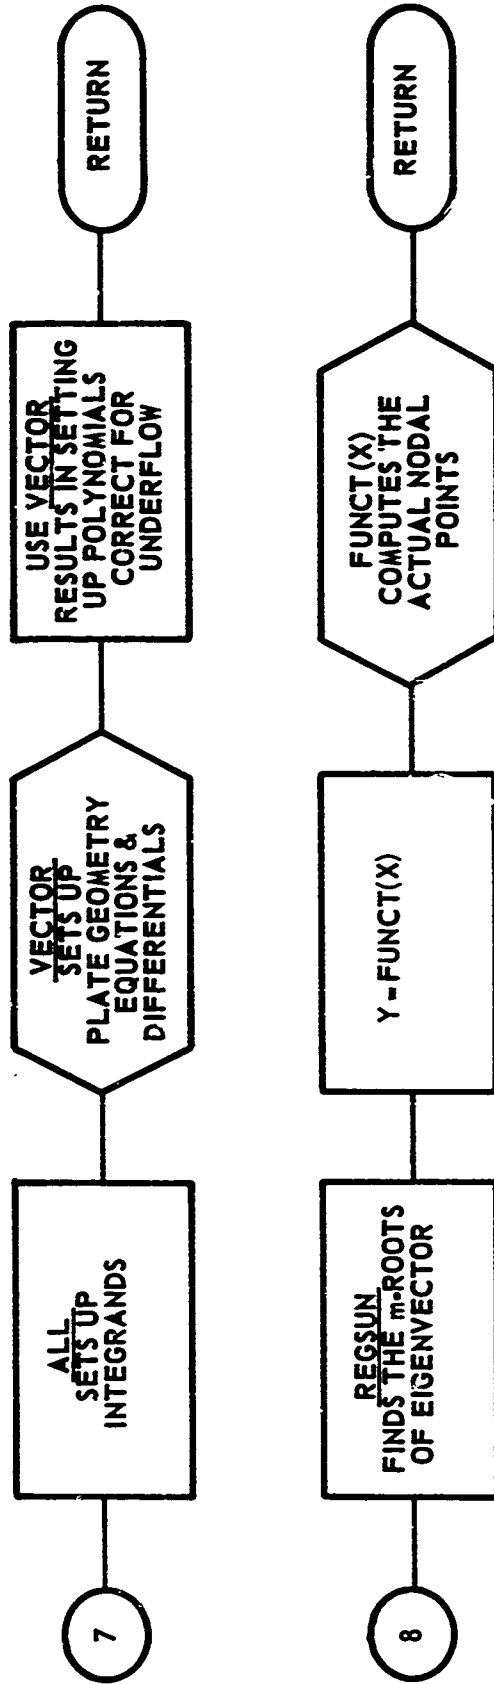 7
ALL
SETS UP
INTEGRANDS
VECTOR
SETS UP
PLATE GEOMETRY
EQUATIONS &
DIFFERENTIALS
USE VECTOR
RESULTS IN SETTING
UP POLYNOMIALS
CORRECT FOR
UNDERFLOW
RETURN
8
REGSUN
FINDS THE m-ROOTS
OF EIGENVECTOR
Y=FUNCT(X)
FUNCT(X)
COMPUTES THE
ACTUAL NODAL
POINTS
RETURN